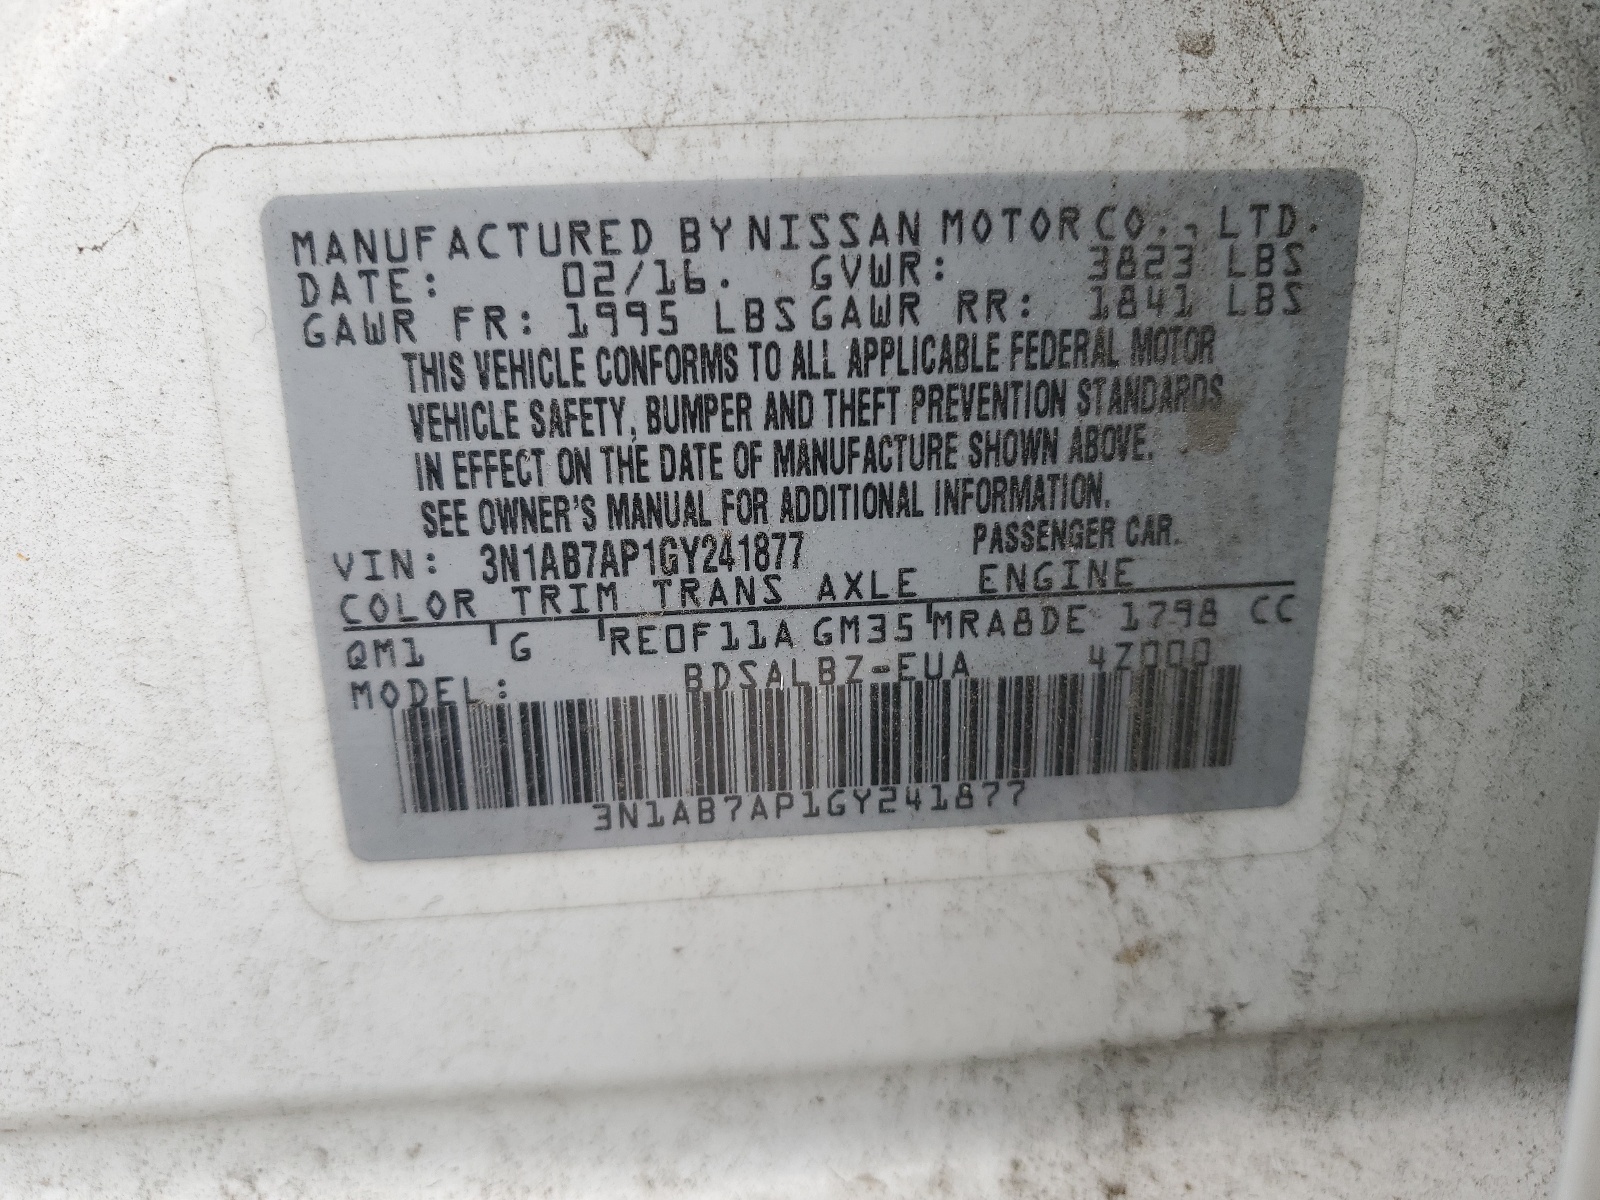 MANUFACTURED BY NISSAN MOTOR CO., LTD.
DATE: 02/16. GVWR: 3823 LBS
GAWR FR: 1995 LBS GAWR RR: 1841 LBS
THIS VEHICLE CONFORMS TO ALL APPLICABLE FEDERAL MOTOR
VEHICLE SAFETY, BUMPER AND THEFT PREVENTION STANDARDS
IN EFFECT ON THE DATE OF MANUFACTURE SHOWN ABOVE.
SEE OWNER'S MANUAL FOR ADDITIONAL INFORMATION.
VIN: 3N1AB7AP1GY241877 PASSENGER CAR.
COLOR TRIM TRANS AXLE ENGINE
QM1 G RE0F11A GM35 MRA8DE 1798 CC
MODEL: BDSALBZ-EUA 4Z000
3N1AB7AP1GY241877